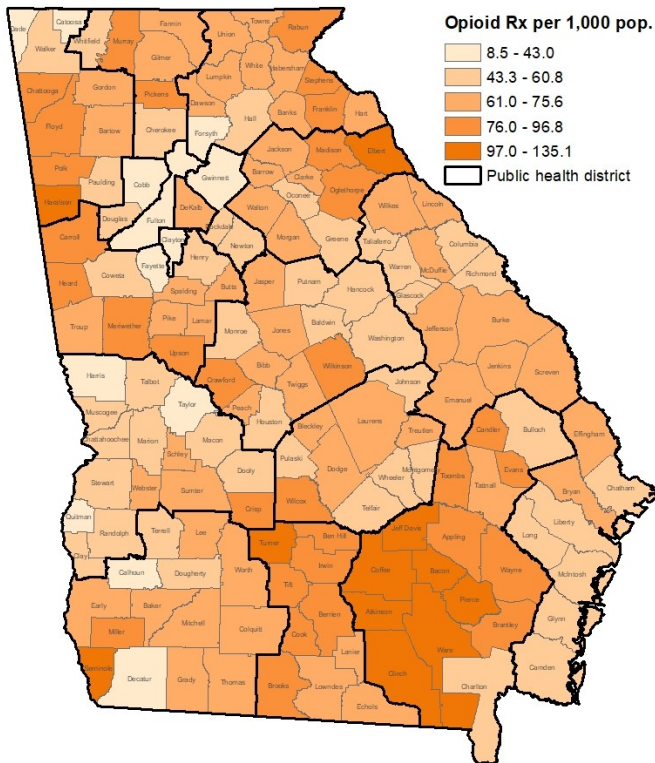 Opioid Rx per 1,000 pop.
8.5 - 43.0
43.3 - 60.8
61.0 - 75.6
76.0 - 96.8
97.0 - 135.1
Public health district
Dade
Catoosa
Walker
Whitfield
Murray
Fannin
Gilmer
Union
Towns
Rabun
Lumpkin
White
Habersham
Stephens
Chattooga
Gordon
Pickens
Dawson
Hall
Banks
Franklin
Hart
Floyd
Bartow
Cherokee
Forsyth
Jackson
Madison
Elbert
Polk
Paulding
Cobb
Gwinnett
Barrow
Clarke
Oglethorpe
Oconee
Haralson
Douglas
Fulton
DeKalb
Walton
Wilkes
Lincoln
Carroll
Clayton
Rockdale
Newton
Morgan
Greene
Taliaferro
Columbia
Fayette
Henry
McDuffie
Warren
Richmond
Heard
Coweta
Spalding
Butts
Jasper
Putnam
Hancock
Glascock
Troup
Meriwether
Pike
Lamar
Monroe
Jones
Baldwin
Washington
Jefferson
Burke
Upson
Bibb
Wilkinson
Harris
Talbot
Crawford
Twiggs
Johnson
Jenkins
Screven
Taylor
Peach
Houston
Emanuel
Muscogee
Macon
Bleckley
Laurens
Treutlen
Candler
Bulloch
Effingham
Chattahoochee
Marion
Schley
Dooly
Pulaski
Dodge
Wheeler
Montgomery
Toombs
Evans
Tattnall
Bryan
Chatham
Stewart
Webster
Sumter
Crisp
Wilcox
Telfair
Quitman
Randolph
Terrell
Lee
Turner
Ben Hill
Jeff Davis
Appling
Long
Liberty
Clay
Calhoun
Dougherty
Worth
Irwin
Coffee
Bacon
Wayne
McIntosh
Early
Baker
Tift
Pierce
Miller
Mitchell
Colquitt
Cook
Berrien
Atkinson
Brantley
Glynn
Lanier
Ware
Seminole
Decatur
Grady
Thomas
Brooks
Lowndes
Clinch
Charlton
Camden
Echols